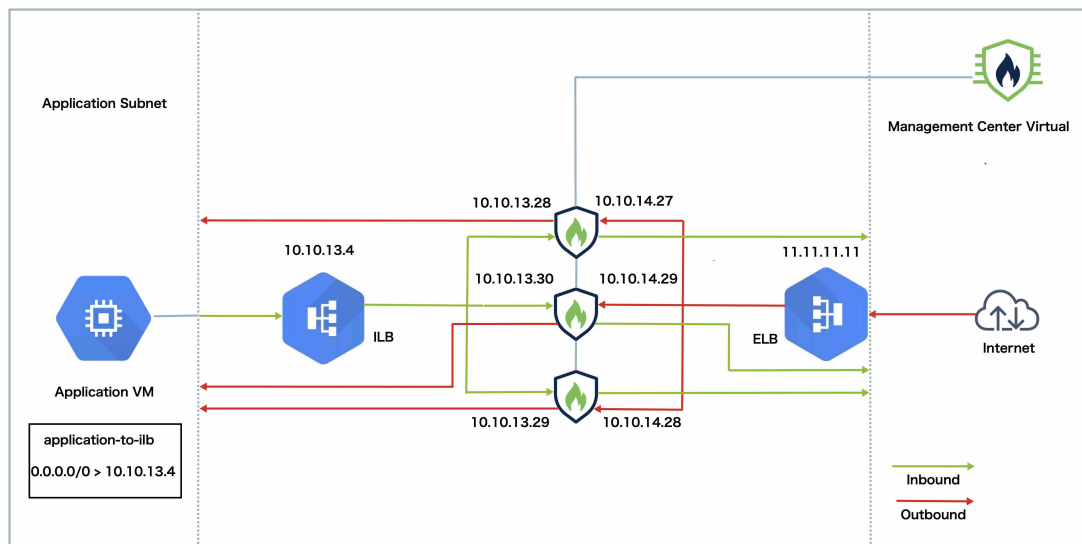 Application Subnet
Management Center Virtual
10.10.13.28
10.10.14.27
10.10.13.4
11.11.11.11
10.10.13.30
10.10.14.29
ILB
ELB
Internet
Application VM
10.10.13.29
10.10.14.28
application-to-ilb
0.0.0.0/0 > 10.10.13.4
Inbound
Outbound